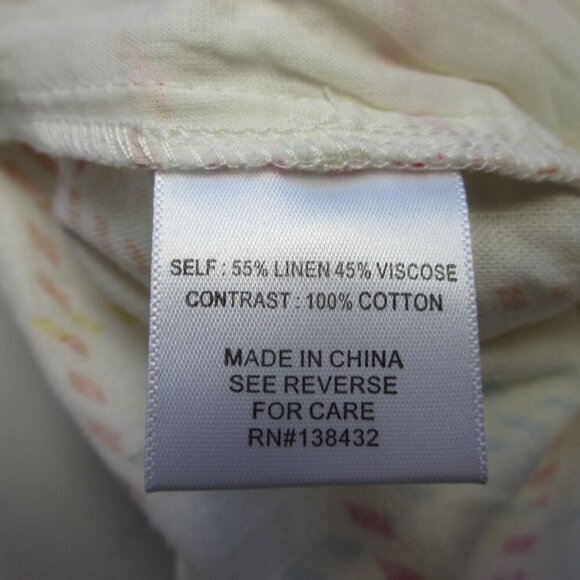 SELF : 55% LINEN 45% VISCOSE
CONTRAST : 100% COTTON
MADE IN CHINA
SEE REVERSE
FOR CARE
RN#138432